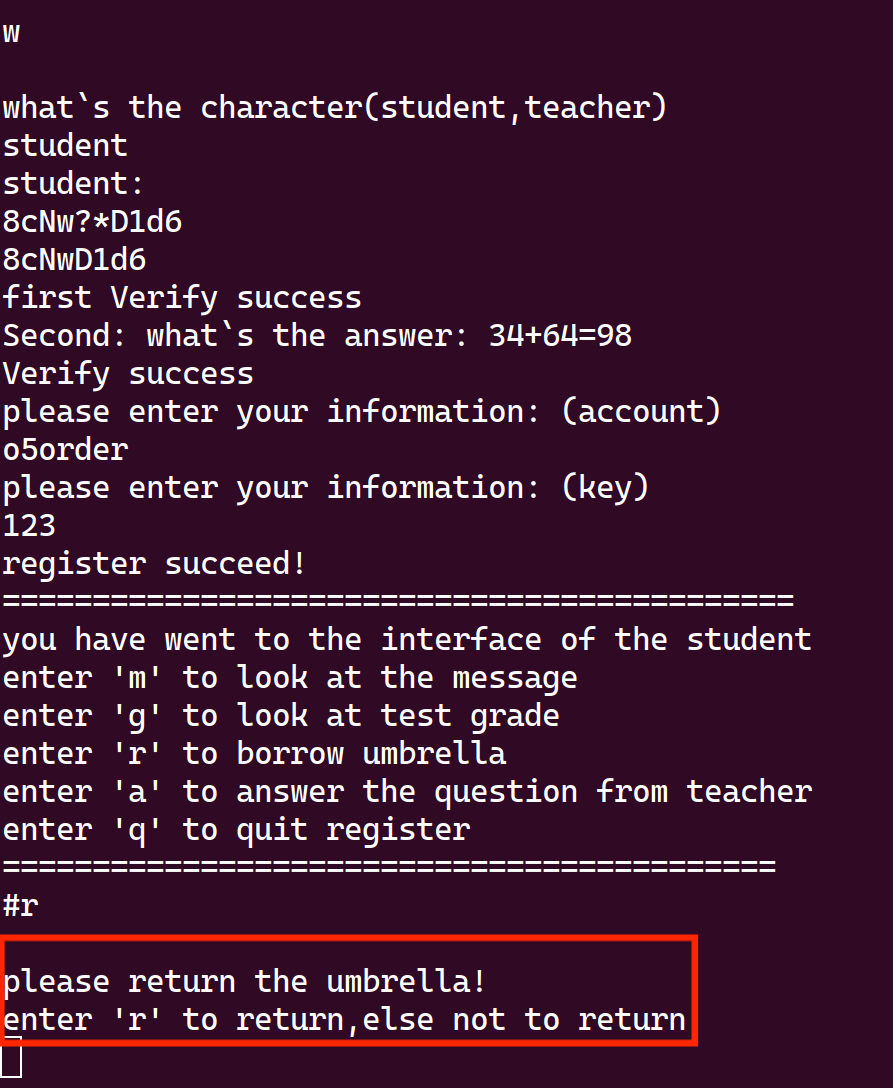 w
what`s the character(student,teacher)
student
student:
8cNw?*D1d6
8cNwD1d6
first Verify success
Second: what`s the answer: 34+64=98
Verify success
please enter your information: (account)
o5order
please enter your information: (key)
123
register succeed!
============================================
you have went to the interface of the student
enter 'm' to look at the message
enter 'g' to look at test grade
enter 'r' to borrow umbrella
enter 'a' to answer the question from teacher
enter 'q' to quit register
===========================================
#r
please return the umbrella!
enter 'r' to return,else not to return